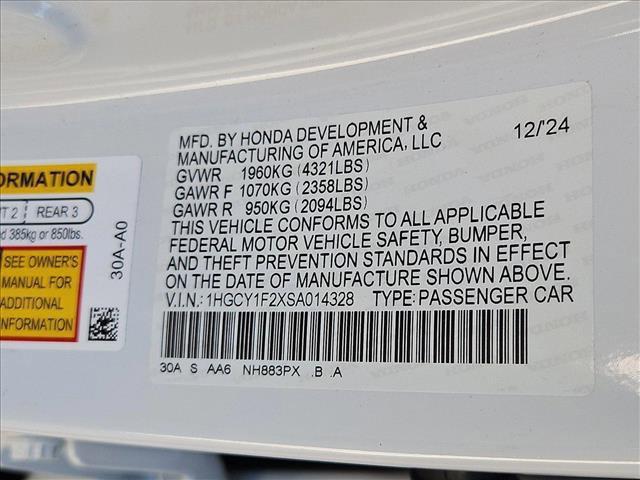 MFD. BY HONDA DEVELOPMENT &
MANUFACTURING OF AMERICA, LLC 12/'24
GVWR 1960KG (4321LBS)
GAWR F 1070KG (2358LBS)
GAWR R 950KG (2094LBS)
THIS VEHICLE CONFORMS TO ALL APPLICABLE
FEDERAL MOTOR VEHICLE SAFETY, BUMPER,
AND THEFT PREVENTION STANDARDS IN EFFECT
ON THE DATE OF MANUFACTURE SHOWN ABOVE.
V.I.N.: 1HGCY1F2XSA014328 TYPE: PASSENGER CAR
30A S AA6 NH883PX .B .A
ORMATION
T 2 REAR 3
d 385kg or 850lbs.
SEE OWNER'S
MANUAL FOR
ADDITIONAL
INFORMATION
30A-A0